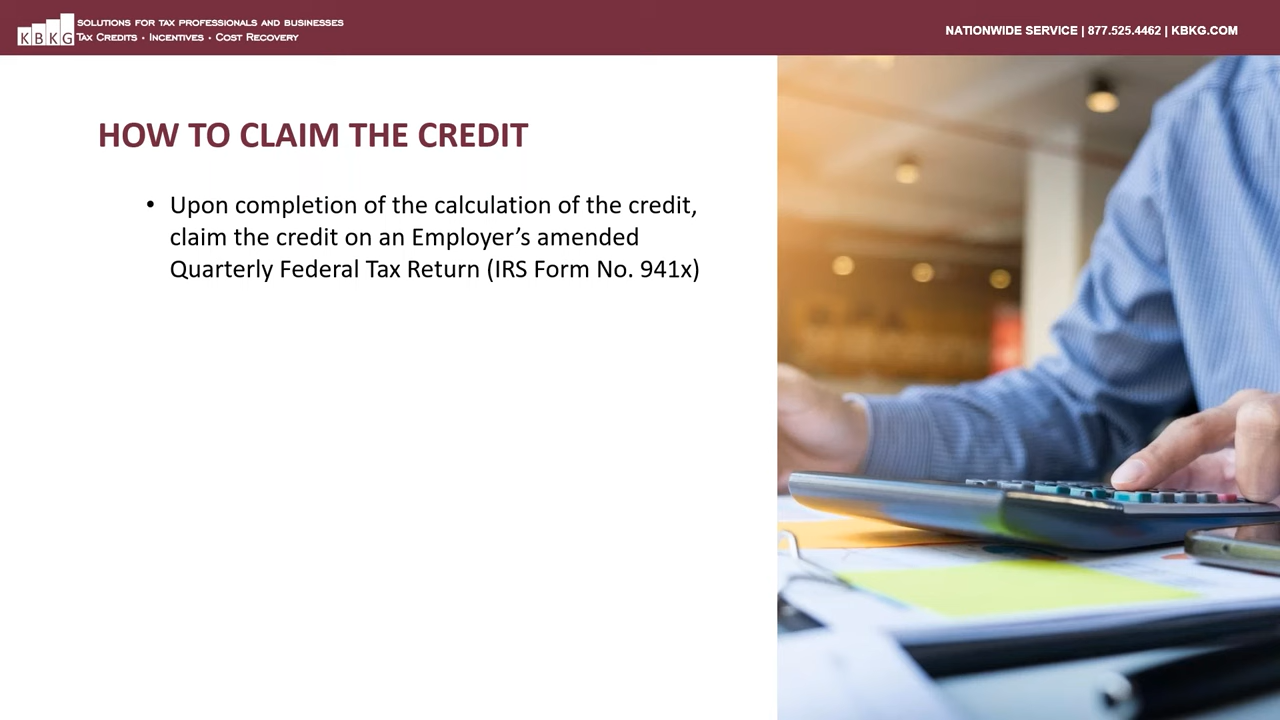 KBKG
SOLUTIONS FOR TAX PROFESSIONALS AND BUSINESSES
TAX CREDITS · INCENTIVES · COST RECOVERY
NATIONWIDE SERVICE | 877.525.4462 | KBKG.COM
HOW TO CLAIM THE CREDIT
• Upon completion of the calculation of the credit,
claim the credit on an Employer’s amended
Quarterly Federal Tax Return (IRS Form No. 941x)